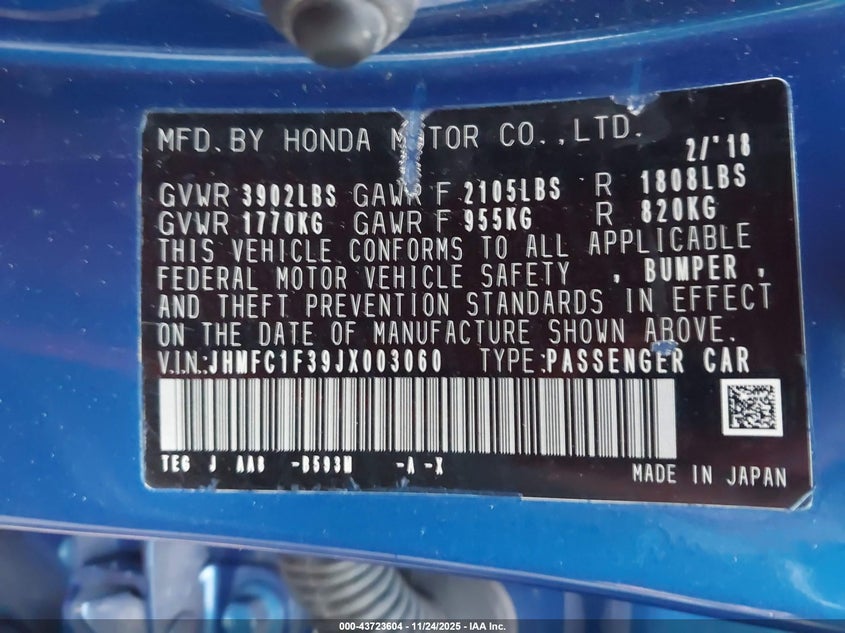 MFD. BY HONDA MOTOR CO., LTD. 2/'18
GVWR 3902LBS GAWR F 2105LBS R 1808LBS
GVWR 1770KG GAWR F 955KG R 820KG
THIS VEHICLE CONFORMS TO ALL APPLICABLE
FEDERAL MOTOR VEHICLE SAFETY , BUMPER ,
AND THEFT PREVENTION STANDARDS IN EFFECT
ON THE DATE OF MANUFACTURE SHOWN ABOVE.
V.I.N.:JHMFC1F39JX003060 TYPE:PASSENGER CAR
TEG J AA8 -B593M -A -X
MADE IN JAPAN
000-43723604 — 11/24/2025 — IAA Inc.